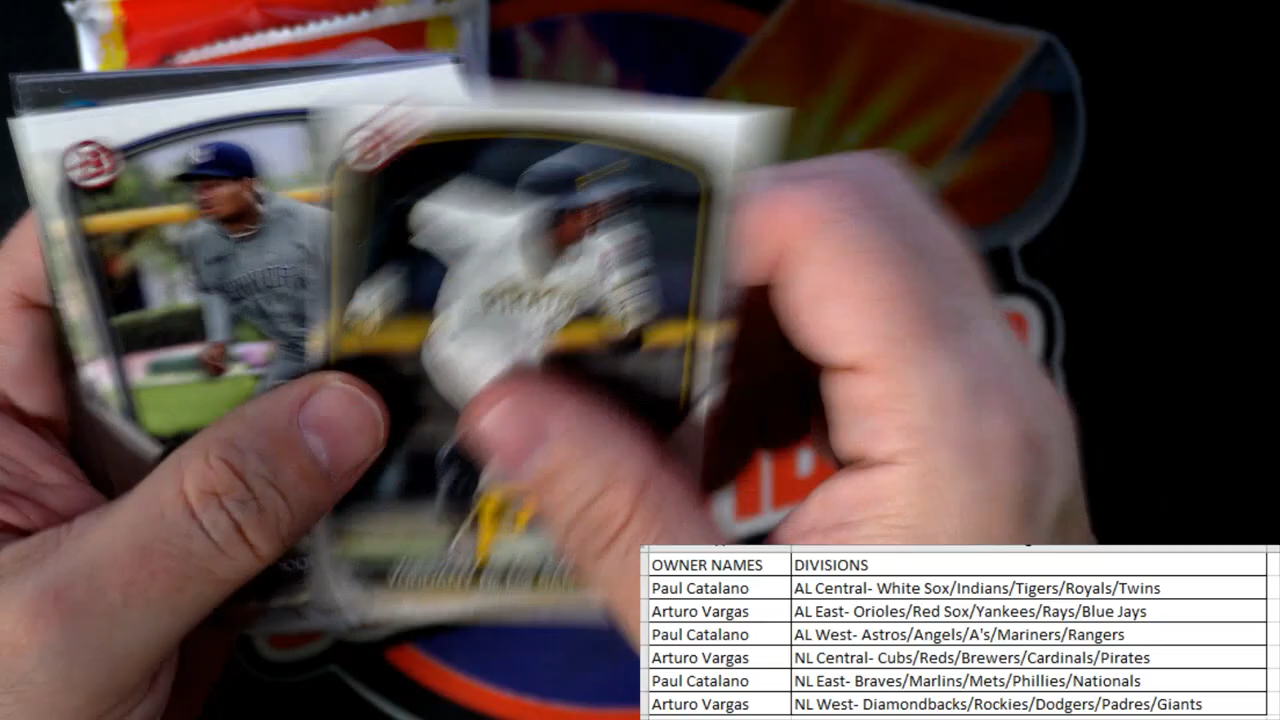 OWNER NAMES DIVISIONS
Paul Catalano AL Central- White Sox/Indians/Tigers/Royals/Twins
Arturo Vargas AL East- Orioles/Red Sox/Yankees/Rays/Blue Jays
Paul Catalano AL West- Astros/Angels/A's/Mariners/Rangers
Arturo Vargas NL Central- Cubs/Reds/Brewers/Cardinals/Pirates
Paul Catalano NL East- Braves/Marlins/Mets/Phillies/Nationals
Arturo Vargas NL West- Diamondbacks/Rockies/Dodgers/Padres/Giants